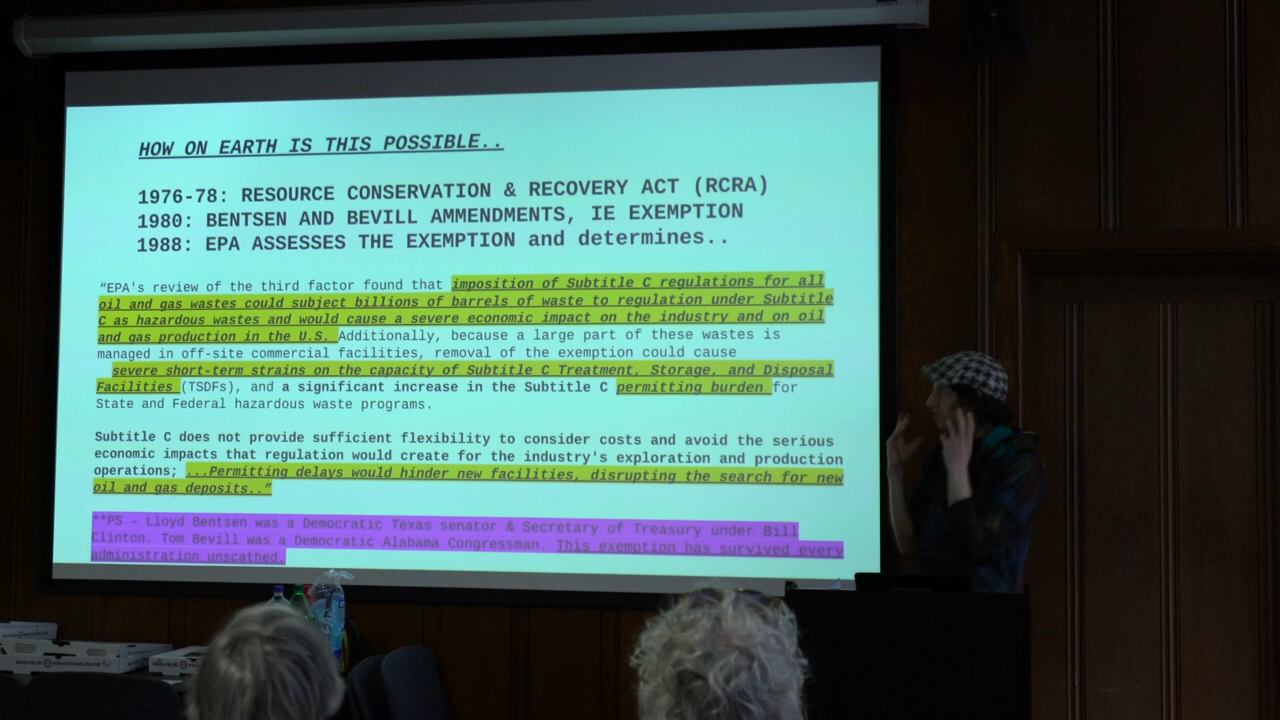 HOW ON EARTH IS THIS POSSIBLE..
1976-78: RESOURCE CONSERVATION & RECOVERY ACT (RCRA)
1980: BENTSEN AND BEVILL AMMENDMENTS, IE EXEMPTION
1988: EPA ASSESSES THE EXEMPTION and determines..
“EPA's review of the third factor found that imposition of Subtitle C regulations for all
oil and gas wastes could subject billions of barrels of waste to regulation under Subtitle
C as hazardous wastes and would cause a severe economic impact on the industry and on oil
and gas production in the U.S. Additionally, because a large part of these wastes is
managed in off-site commercial facilities, removal of the exemption could cause
severe short-term strains on the capacity of Subtitle C Treatment, Storage, and Disposal
Facilities (TSDFs), and a significant increase in the Subtitle C permitting burden for
State and Federal hazardous waste programs.
Subtitle C does not provide sufficient flexibility to consider costs and avoid the serious
economic impacts that regulation would create for the industry's exploration and production
operations; ...Permitting delays would hinder new facilities, disrupting the search for new
oil and gas deposits..”
**PS – Lloyd Bentsen was a Democratic Texas senator & Secretary of Treasury under Bill
Clinton. Tom Bevill was a Democratic Alabama Congressman. This exemption has survived every
administration unscathed.